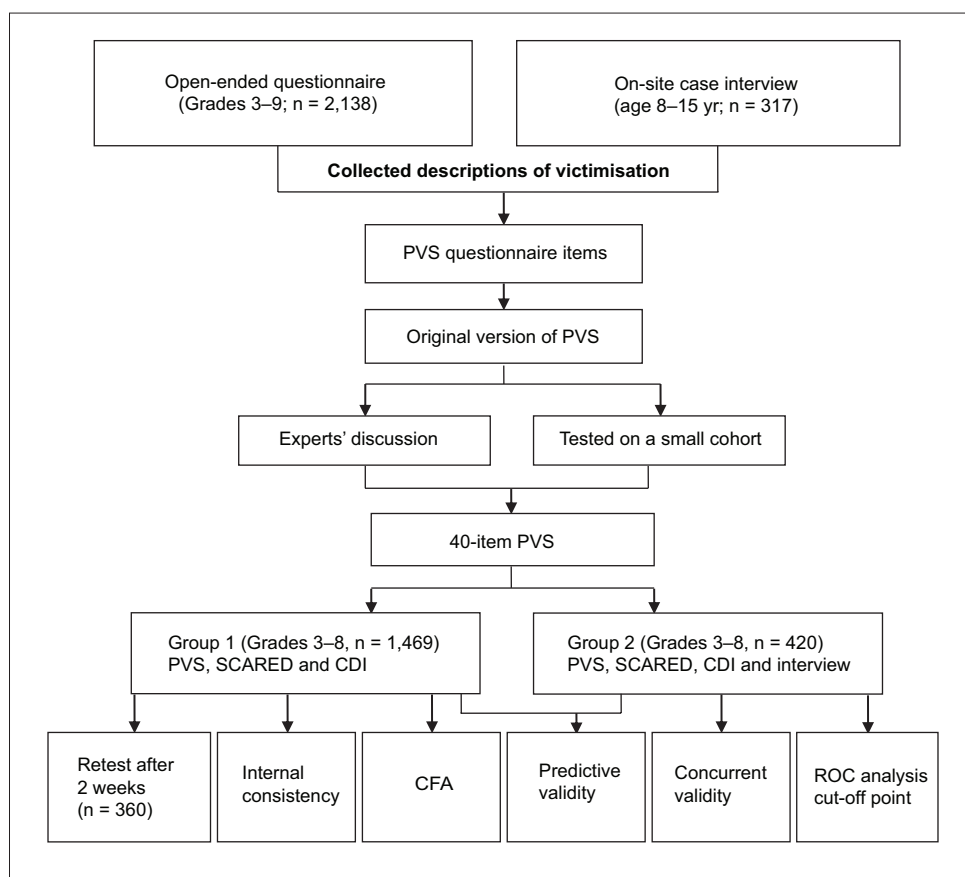 Open-ended questionnaire
(Grades 3–9; n = 2,138)
On-site case interview
(age 8–15 yr; n = 317)
Collected descriptions of victimisation
PVS questionnaire items
Original version of PVS
Experts’ discussion
Tested on a small cohort
40-item PVS
Group 1 (Grades 3–8, n = 1,469)
PVS, SCARED and CDI
Group 2 (Grades 3–8, n = 420)
PVS, SCARED, CDI and interview
Retest after
2 weeks
(n = 360)
Internal
consistency
CFA
Predictive
validity
Concurrent
validity
ROC analysis
cut-off point